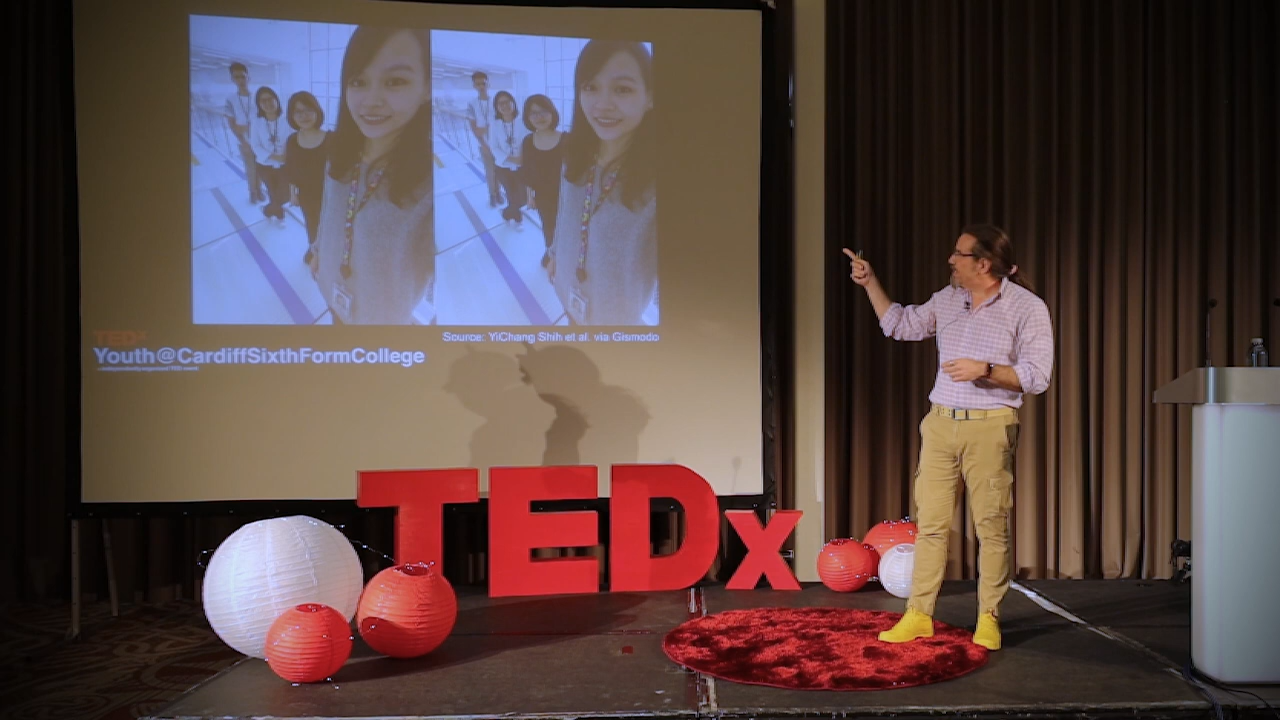 TEDx
Source: YiChang Shih et al. via Gismodo
Youth@CardiffSixthFormCollege
TEDx